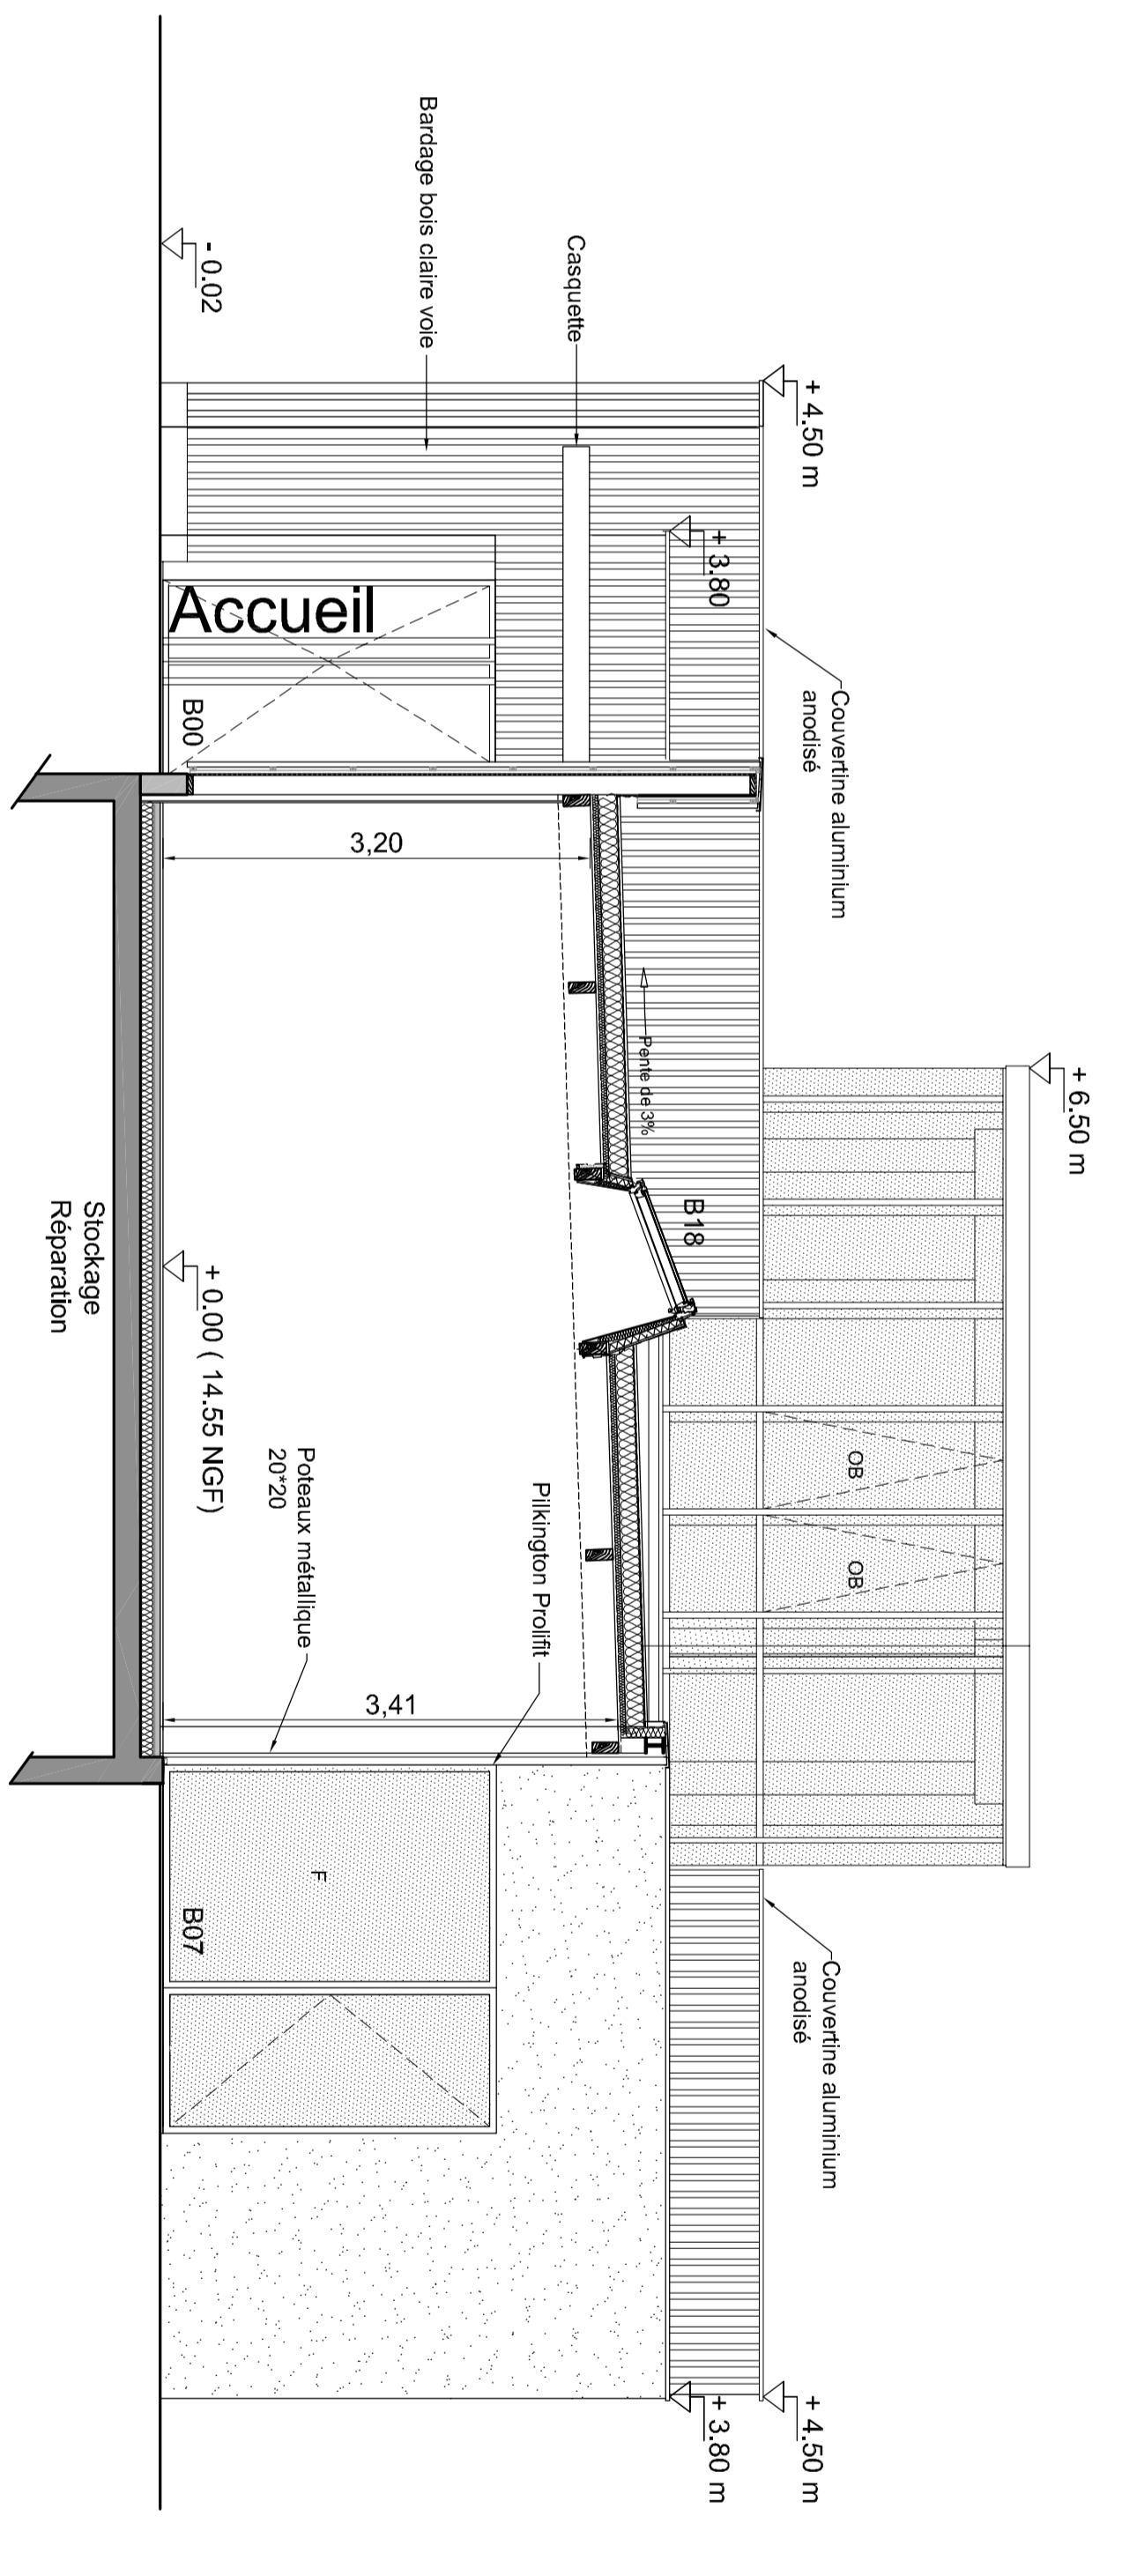 + 6.50 m
+ 4.50 m
Couvertine aluminium
anodisé
Couvertine aluminium
anodisé
+ 4.50 m
+ 3.80
+ 3.80 m
OB
OB
B18
Pente de 3%
Casquette
Bardage bois claire voie
Pilkington Prolifit
3,20
3,41
Accueil
Poteaux métallique
20*20
F
- 0.02
B00
+ 0.00 ( 14.55 NGF)
B07
Stockage
Réparation